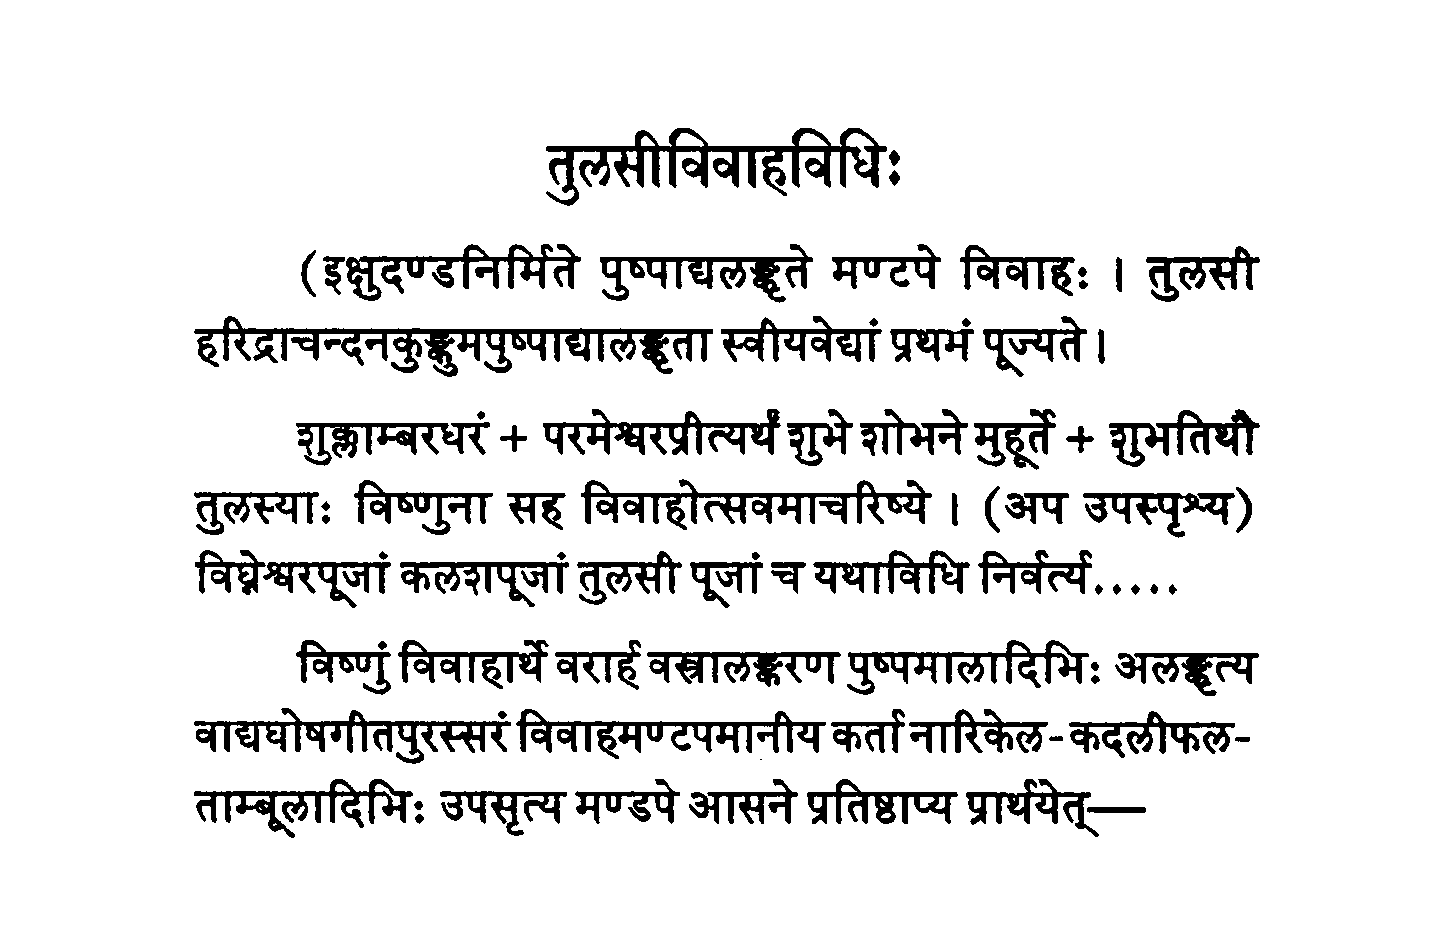 तुलसीविवाहविधिः
(इक्षुदण्डनिर्मिते पुष्पाद्यलङ्कृते मण्टपे विवाहः । तुलसी
हरिद्राचन्दनकुङ्कुमपुष्पाद्यालङ्कृता स्वीयवेद्यां प्रथमं पूज्यते।
शुक्लाम्बरधरं + परमेश्वरप्रीत्यर्थं शुभे शोभने मुहूर्ते + शुभतिथौ
तुलस्याः विष्णुना सह विवाहोत्सवमाचरिष्ये । (अप उपस्पृश्य)
विघ्नेश्वरपूजां कलशपूजां तुलसी पूजां च यथाविधि निर्वर्त्य.....
विष्णुं विवाहार्थे वरार्ह वस्त्रालङ्करण पुष्पमालादिभिः अलङ्कृत्य
वाद्यघोषगीतपुरस्सरं विवाहमण्टपमानीय कर्ता नारिकेल-कदलीफल-
ताम्बूलादिभिः उपसृत्य मण्डपे आसने प्रतिष्ठाप्य प्रार्थयेत्—